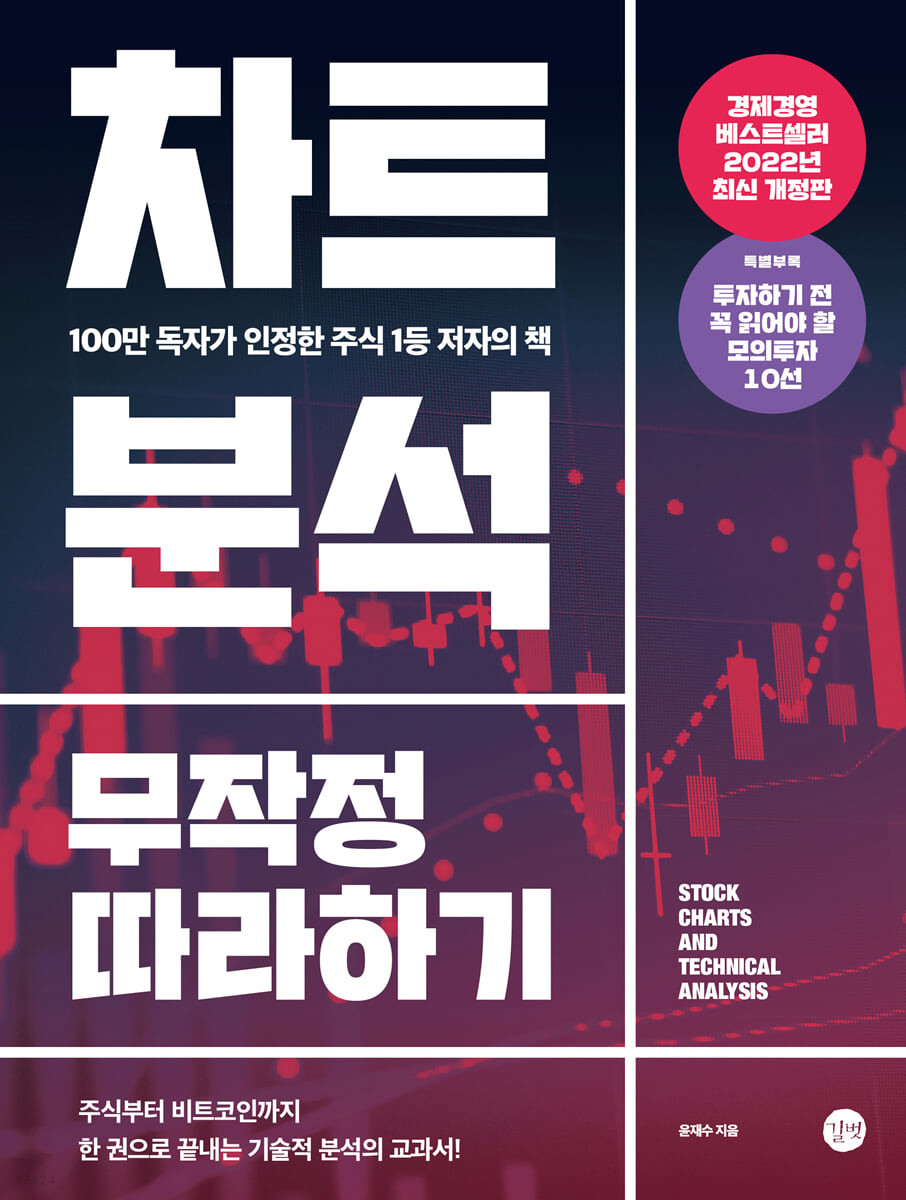 차트
100만 독자가 인정한 주식 1등 저자의 책
분석
무작정
따라하기
경제경영
베스트셀러
2022년
최신 개정판
특별부록
투자하기 전
꼭 읽어야 할
모의투자
10선
STOCK
CHARTS
AND
TECHNICAL
ANALYSIS
주식부터 비트코인까지
한 권으로 끝내는 기술적 분석의 교과서!
윤재수 지음
길벗